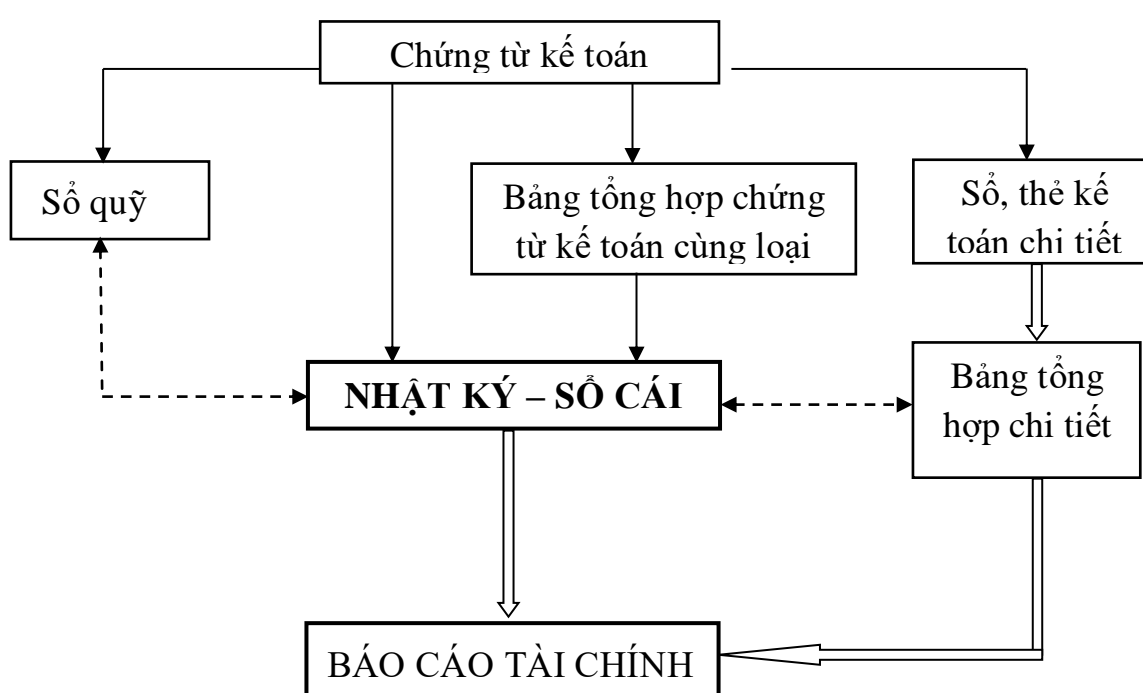 Chứng từ kế toán
Sổ quỹ
Bảng tổng hợp chứng
từ kế toán cùng loại
Sổ, thẻ kế
toán chi tiết
NHẬT KÝ – SỔ CÁI
Bảng tổng
hợp chi tiết
BÁO CÁO TÀI CHÍNH